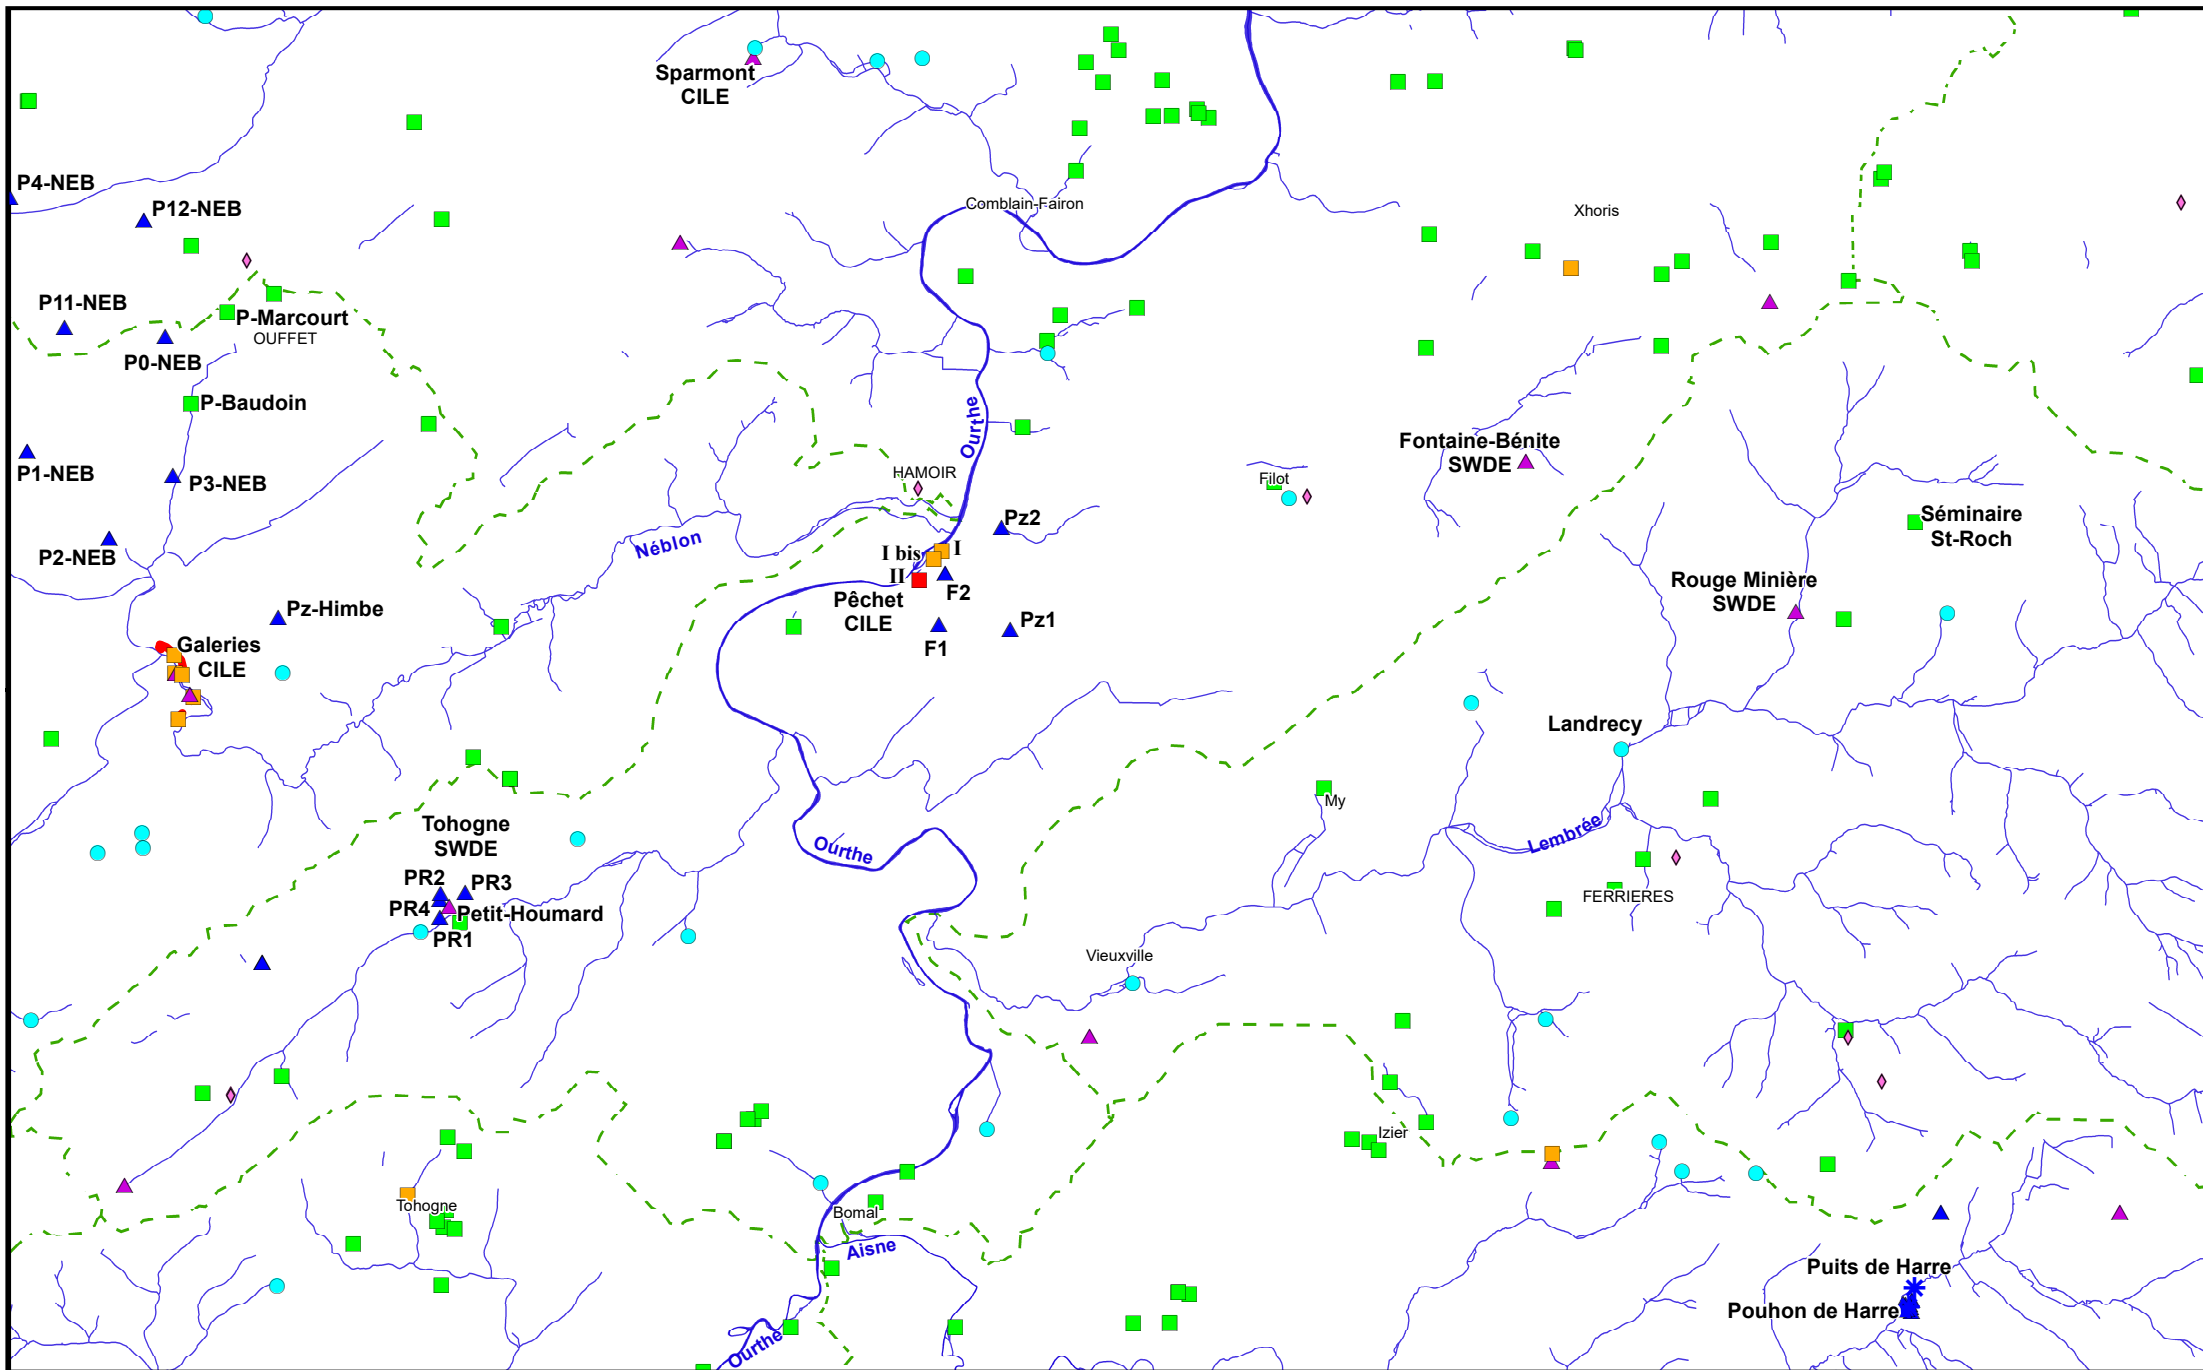 Sparmont
CILE
P4-NEB
P12-NEB
Comblain-Fairon
Xhoris
P11-NEB
P-Marcourt
OUFFET
P0-NEB
P-Baudoin
Ourthe
Fontaine-Bénite
SWDE
P1-NEB
P3-NEB
HAMOIR
Filot
Séminaire
St-Roch
Pz2
P2-NEB
Néblon
I bis
I
II
F2
Pêchet
CILE
Rouge Minière
SWDE
Pz-Himbe
Pz1
F1
Galeries
CILE
Landrecy
My
Tohogne
SWDE
Ourthe
Lembrée
PR2
PR3
PR4
Petit-Houmard
PR1
FERRIERES
Vieuxville
Izier
Tohogne
Bomal
Aisne
Puits de Harre
Pouhon de Harre
Ourthe